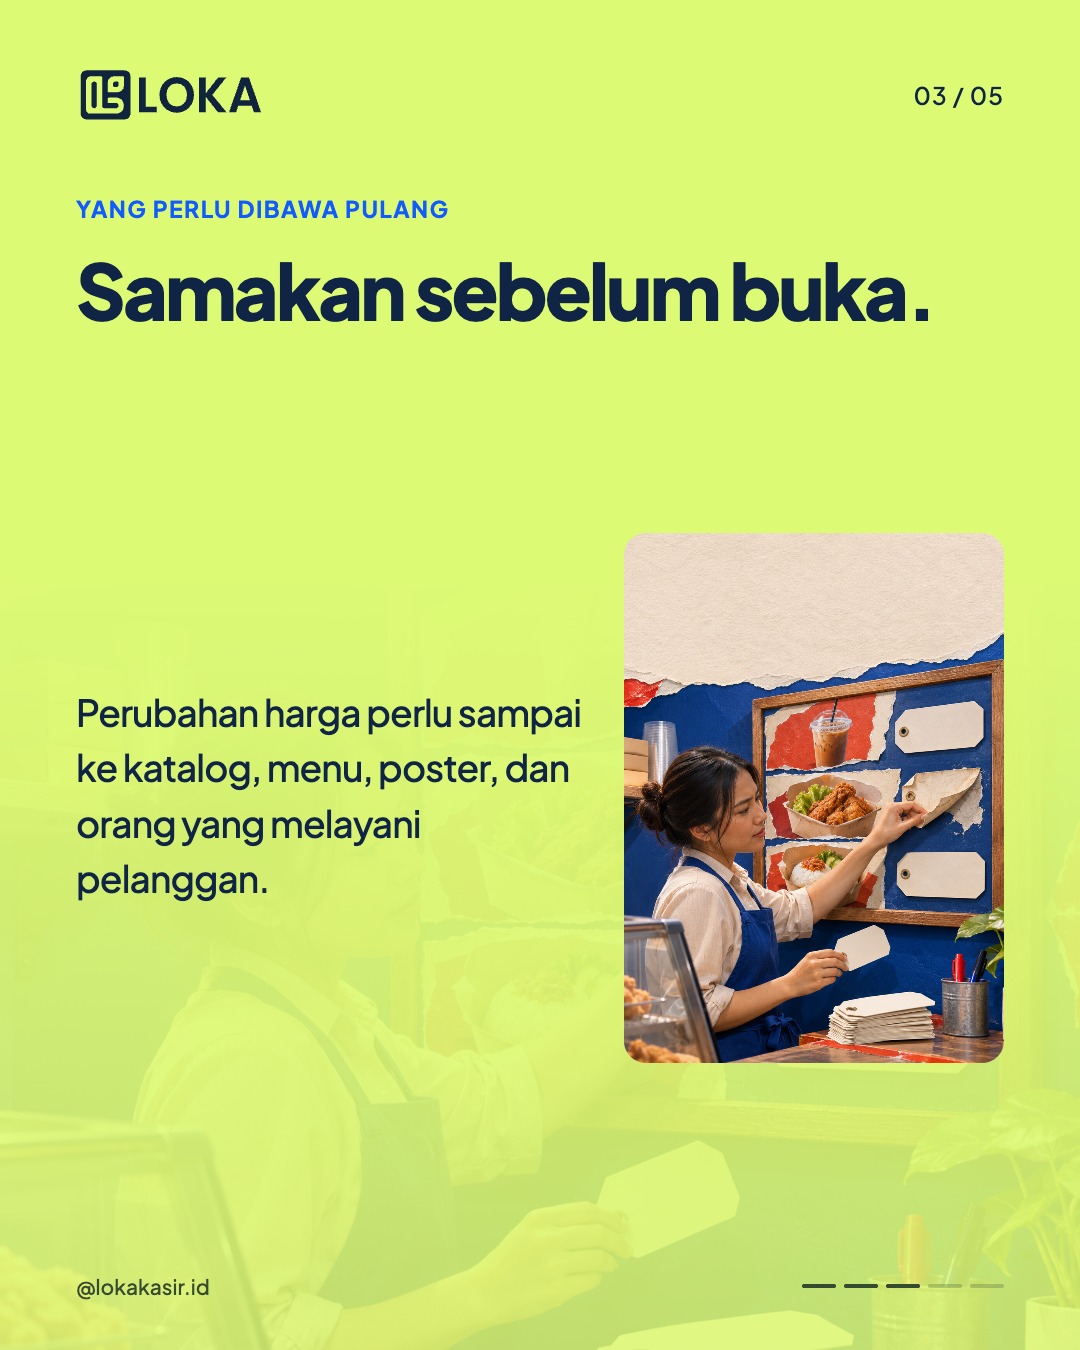 LOKA
03 / 05
YANG PERLU DIBAWA PULANG
Samakan sebelum buka.
Perubahan harga perlu sampai
ke katalog, menu, poster, dan
orang yang melayani
pelanggan.
@lokakasir.id